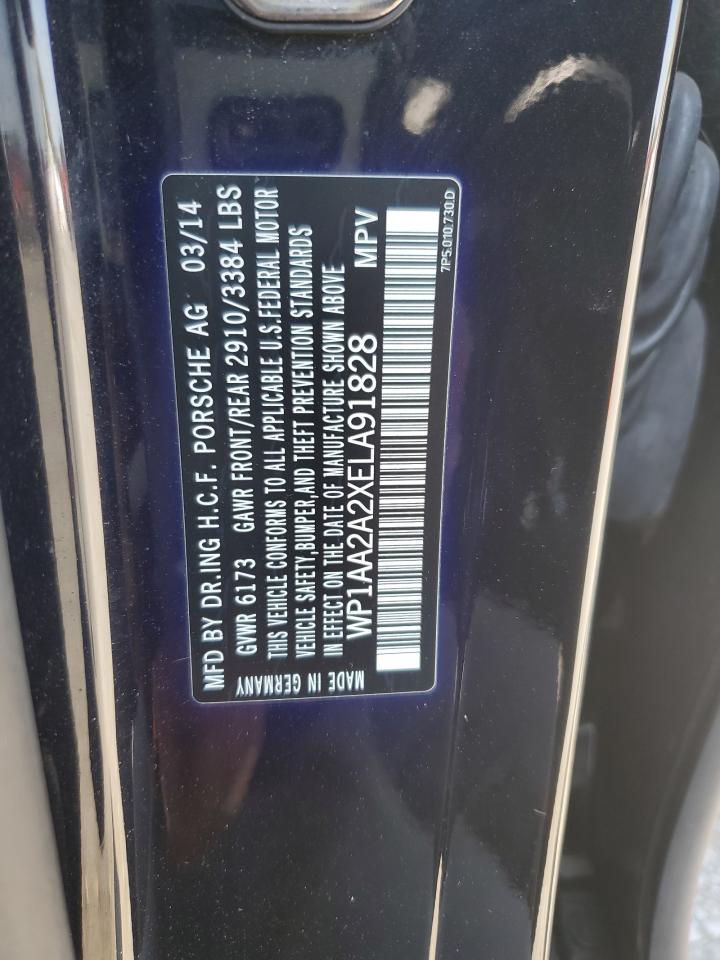 MFD BY DR.ING H.C.F. PORSCHE AG 03/14
GVWR 6173 GAWR FRONT/REAR 2910/3384 LBS
THIS VEHICLE CONFORMS TO ALL APPLICABLE U.S.FEDERAL MOTOR
VEHICLE SAFETY,BUMPER,AND THEFT PREVENTION STANDARDS
IN EFFECT ON THE DATE OF MANUFACTURE SHOWN ABOVE
WP1AA2A2XELA91828 MPV
MADE IN GERMANY
7P5.010.730.D